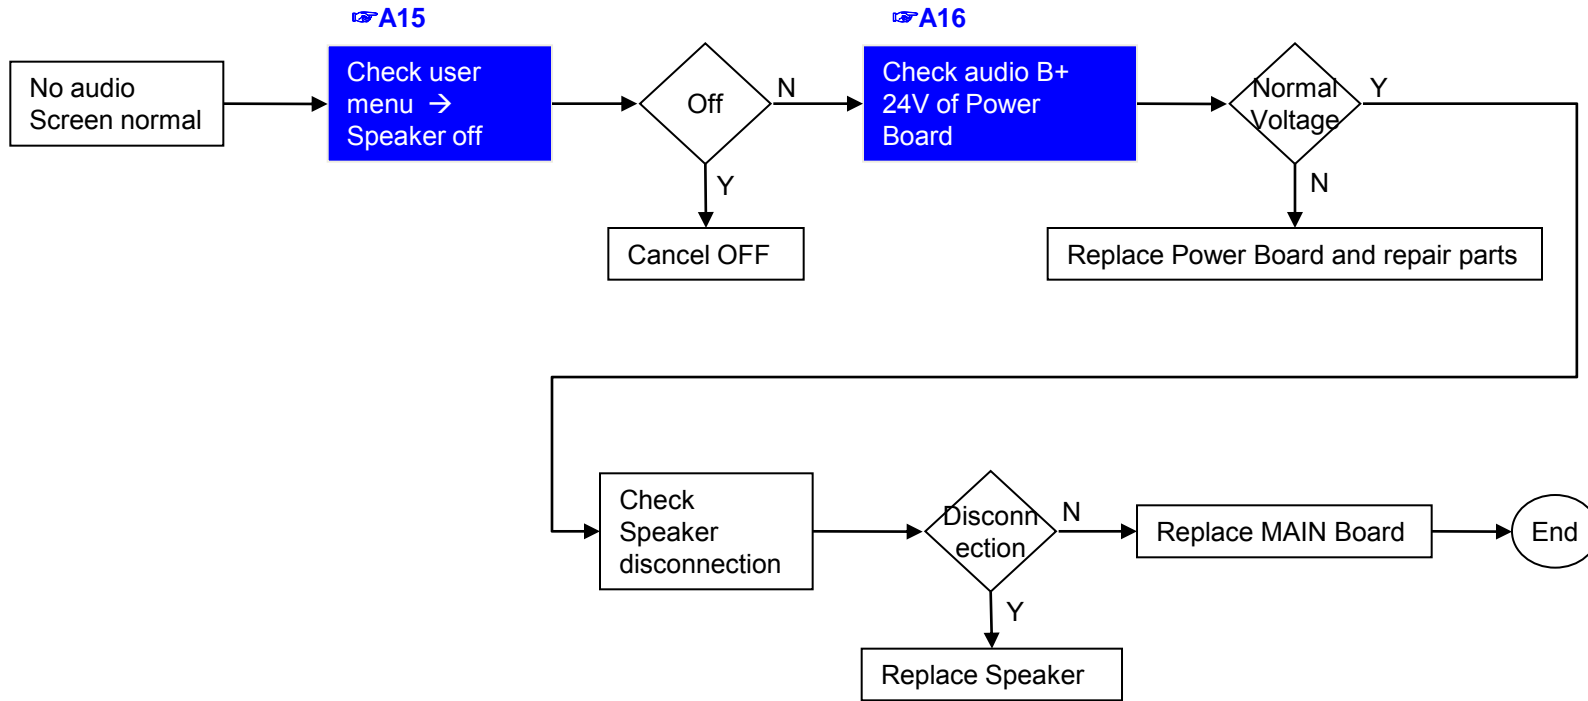 ☞A15
☞A16
No audio
Screen normal
Check user
menu →
Speaker off
Off
N
Y
Cancel OFF
Check audio B+
24V of Power
Board
Normal
Voltage
Y
N
Replace Power Board and repair parts
Check
Speaker
disconnection
Disconn
ection
N
Y
Replace Speaker
Replace MAIN Board
End